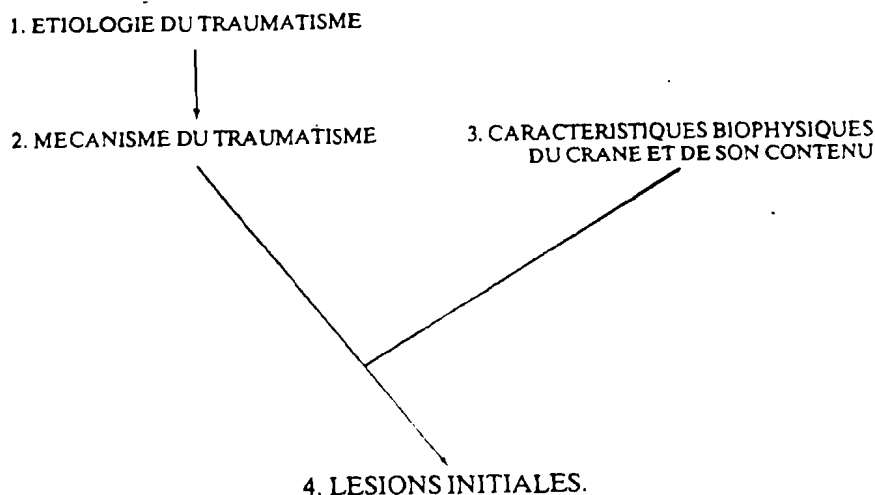 1. ETIOLOGIE DU TRAUMATISME
2. MECANISME DU TRAUMATISME
3. CARACTERISTIQUES BIOPHYSIQUES
DU CRANE ET DE SON CONTENU
4. LESIONS INITIALES.